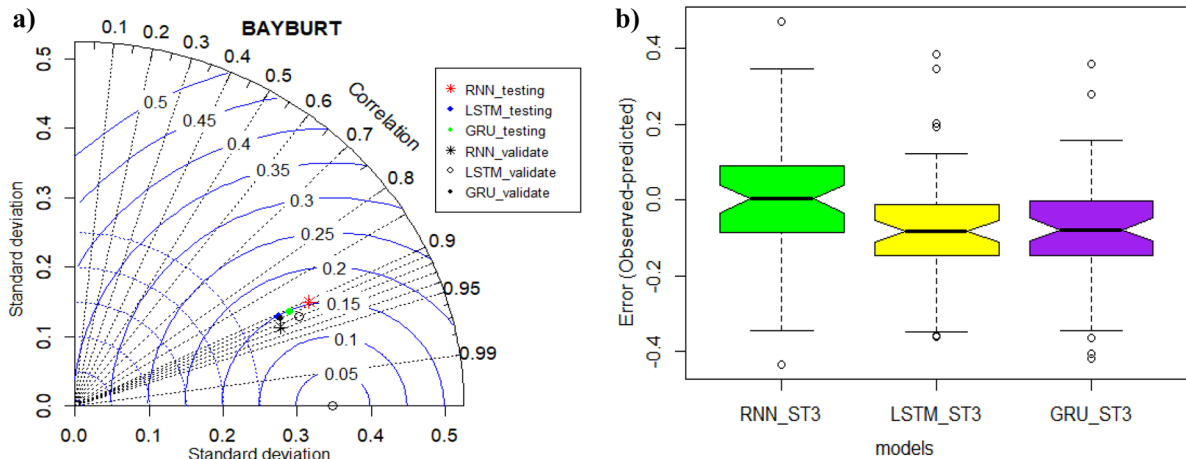 a)
BAYBURT
Standard deviation
0.0
0.1
0.2
0.3
0.4
0.5
0.0
0.1
0.2
0.3
0.4
0.5
Standard deviation
0.1
0.2
0.3
0.4
0.5
0.6
0.7
0.8
0.9
0.95
0.99
Correlation
0.5
0.45
0.4
0.35
0.3
0.25
0.2
0.15
0.1
0.05
RNN_testing
LSTM_testing
GRU_testing
RNN_validate
LSTM_validate
GRU_validate
b)
Error (Observed-predicted)
0.4
0.2
0.0
-0.2
-0.4
RNN_ST3
LSTM_ST3
GRU_ST3
models